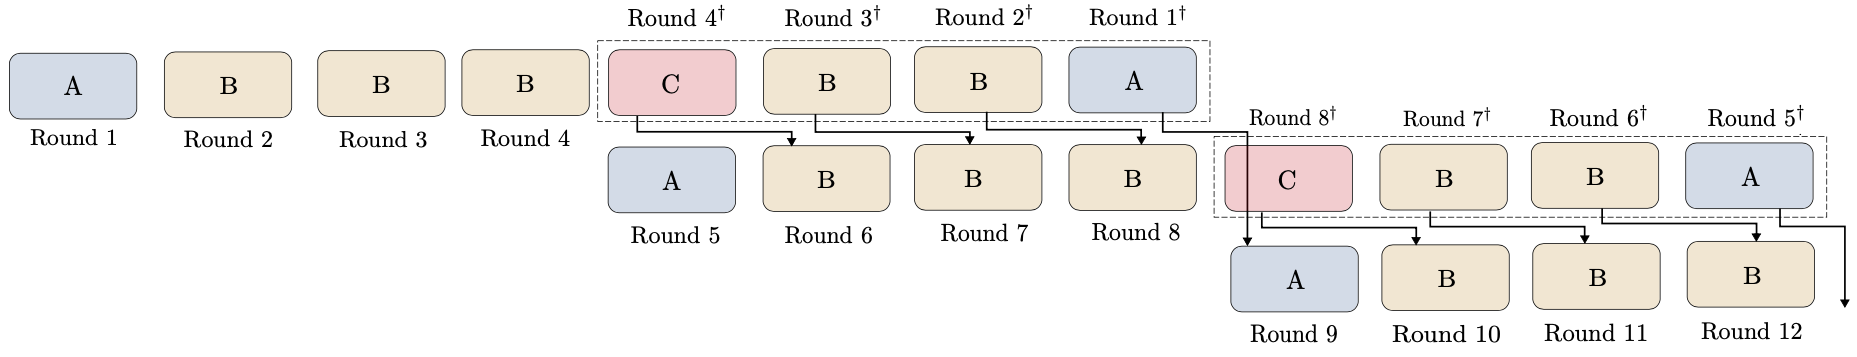 Round 4† Round 3† Round 2† Round 1†
A B B B C B B A
Round 1 Round 2 Round 3 Round 4
Round 8† Round 7† Round 6† Round 5†
A B B B C B B A
Round 5 Round 6 Round 7 Round 8
A B B B
Round 9 Round 10 Round 11 Round 12